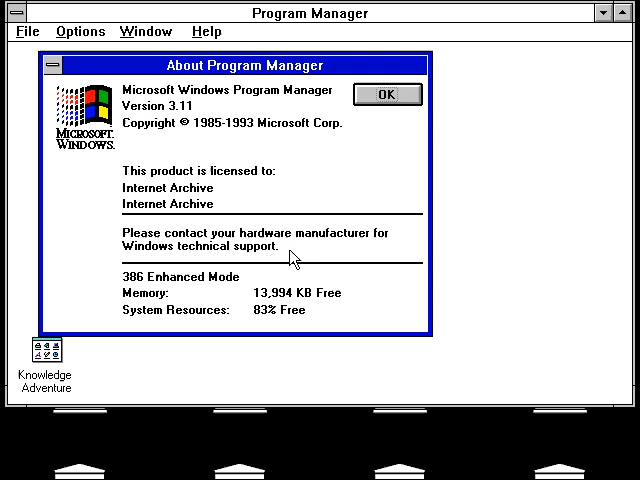 Program Manager
File Options Window Help
About Program Manager
Microsoft Windows Program Manager
Version 3.11
Copyright © 1985-1993 Microsoft Corp.
OK
MICROSOFT.
WINDOWS.
This product is licensed to:
Internet Archive
Internet Archive
Please contact your hardware manufacturer for
Windows technical support.
386 Enhanced Mode
Memory: 13,994 KB Free
System Resources: 83% Free
Knowledge
Adventure